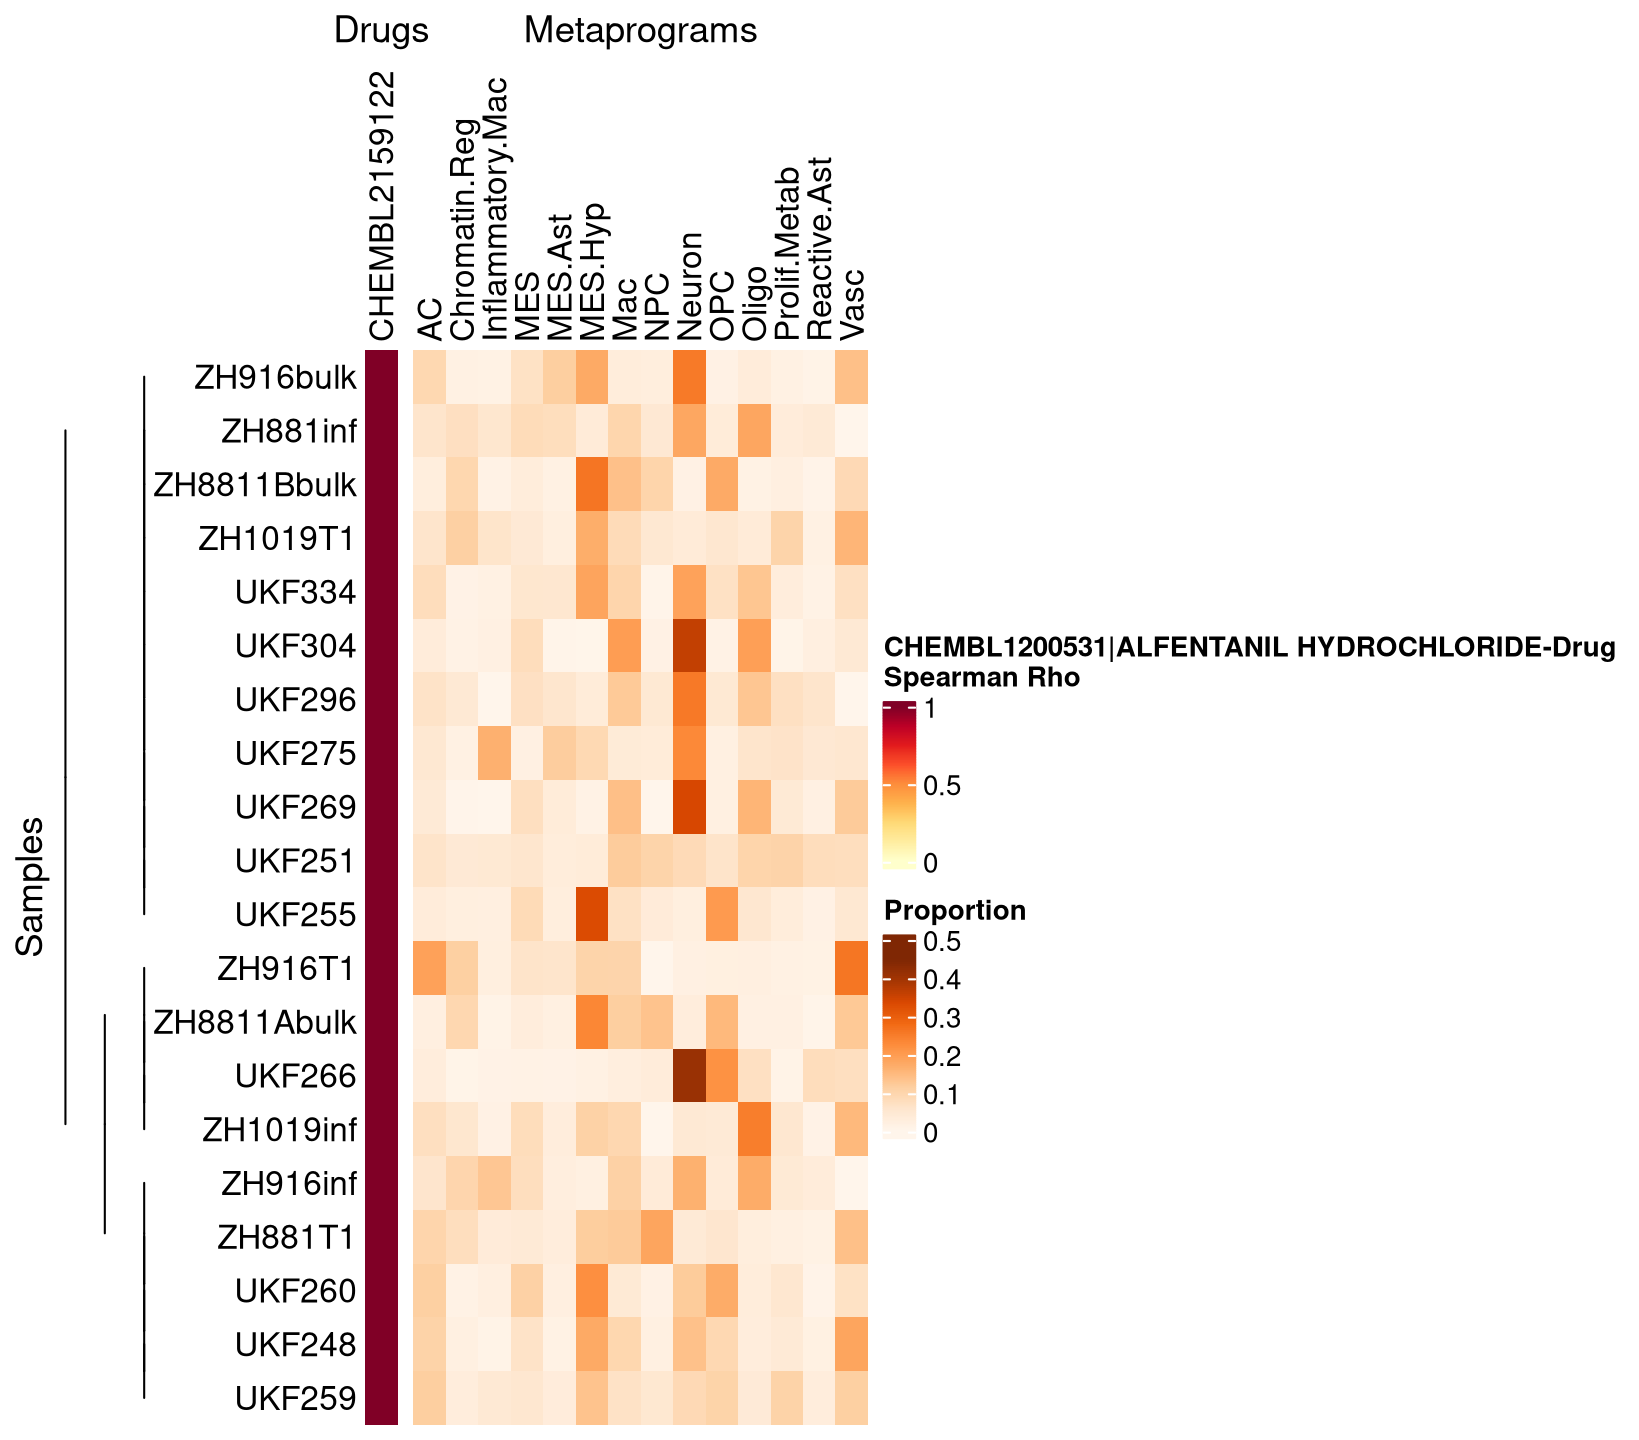 Drugs
Metaprograms
CHEMBL2159122
AC
Chromatin.Reg
Inflammatory.Mac
MES
MES.Ast
MES.Hyp
Mac
NPC
Neuron
OPC
Oligo
Prolif.Metab
Reactive.Ast
Vasc
Samples
ZH916bulk
ZH881inf
ZH8811Bbulk
ZH1019T1
UKF334
UKF304
UKF296
UKF275
UKF269
UKF251
UKF255
ZH916T1
ZH8811Abulk
UKF266
ZH1019inf
ZH916inf
ZH881T1
UKF260
UKF248
UKF259
CHEMBL1200531|ALFENTANIL HYDROCHLORIDE-Drug
Spearman Rho
1
0.5
0
Proportion
0.5
0.4
0.3
0.2
0.1
0